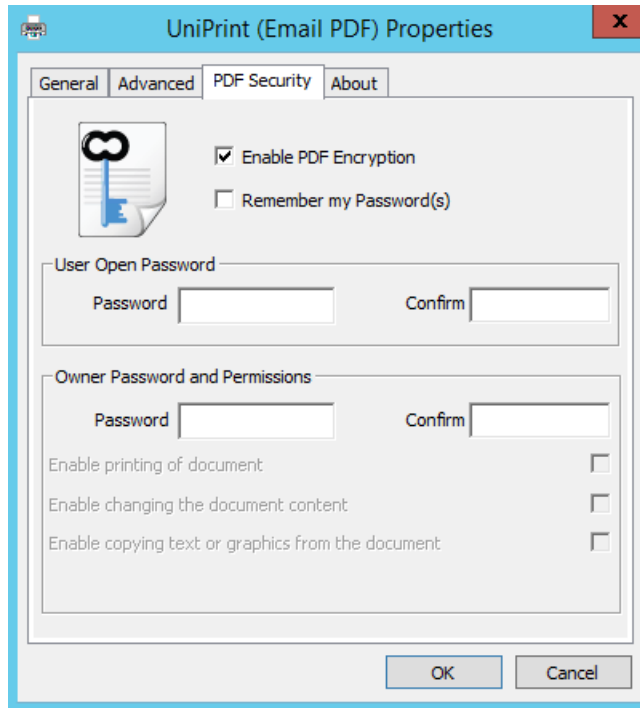 UniPrint (Email PDF) Properties
x
General Advanced PDF Security About
Enable PDF Encryption
Remember my Password(s)
User Open Password
Password Confirm
Owner Password and Permissions
Password Confirm
Enable printing of document
Enable changing the document content
Enable copying text or graphics from the document
OK Cancel